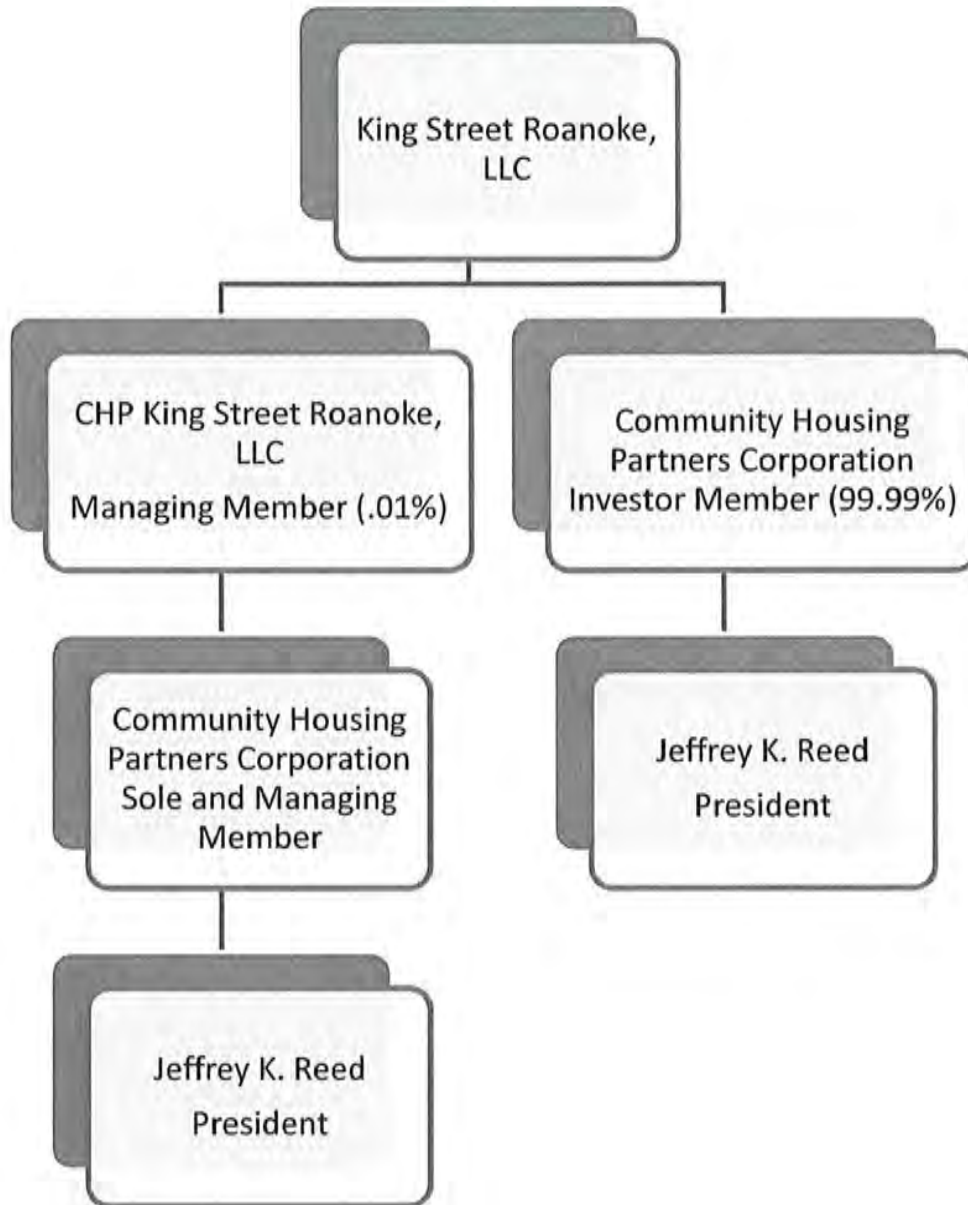 King Street Roanoke,
LLC
CHP King Street Roanoke,
LLC
Managing Member (.01%)
Community Housing
Partners Corporation
Investor Member (99.99%)
Community Housing
Partners Corporation
Sole and Managing
Member
Jeffrey K. Reed
President
Jeffrey K. Reed
President